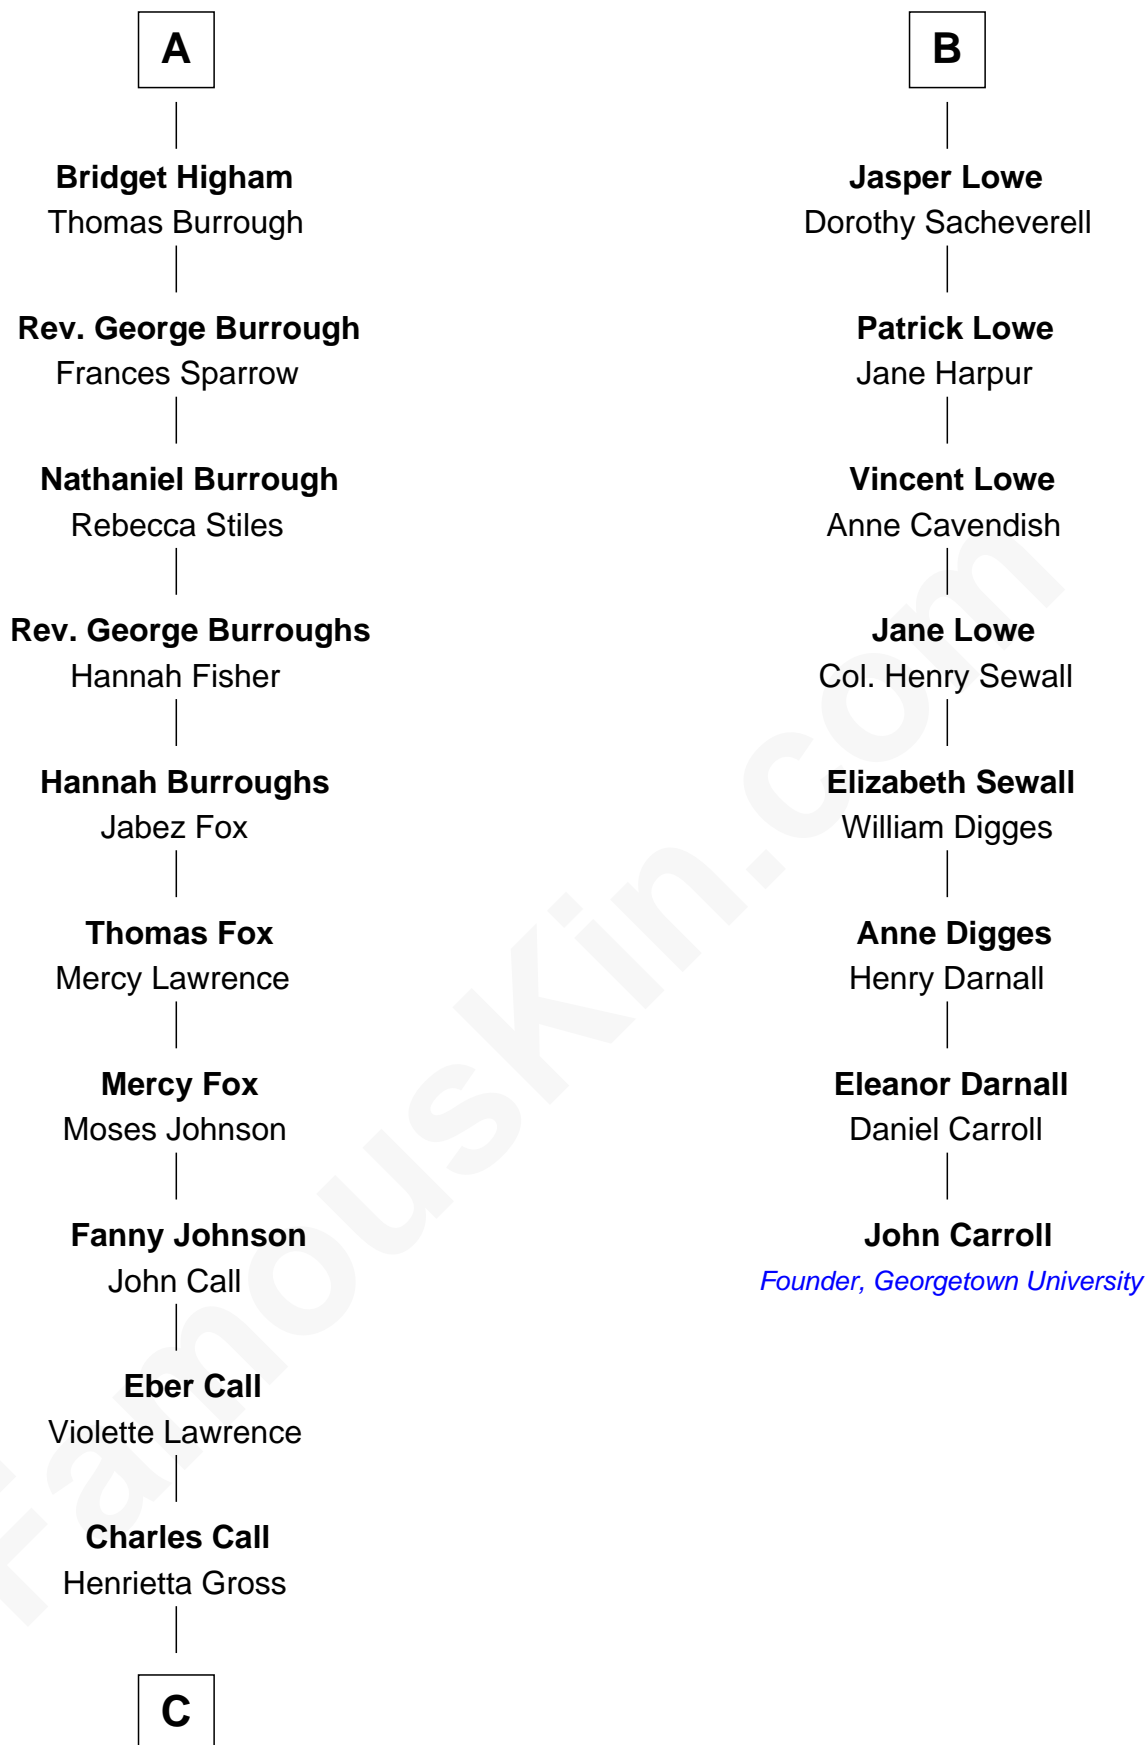 A
Bridget Higham
Thomas Burrough
Rev. George Burrough
Frances Sparrow
Nathaniel Burrough
Rebecca Stiles
Rev. George Burroughs
Hannah Fisher
Hannah Burroughs
Jabez Fox
Thomas Fox
Mercy Lawrence
Mercy Fox
Moses Johnson
Fanny Johnson
John Call
Eber Call
Violette Lawrence
Charles Call
Henrietta Gross
C
B
Jasper Lowe
Dorothy Sacheverell
Patrick Lowe
Jane Harpur
Vincent Lowe
Anne Cavendish
Jane Lowe
Col. Henry Sewall
Elizabeth Sewall
William Digges
Anne Digges
Henry Darnall
Eleanor Darnall
Daniel Carroll
John Carroll
Founder, Georgetown University
FamousKin.com